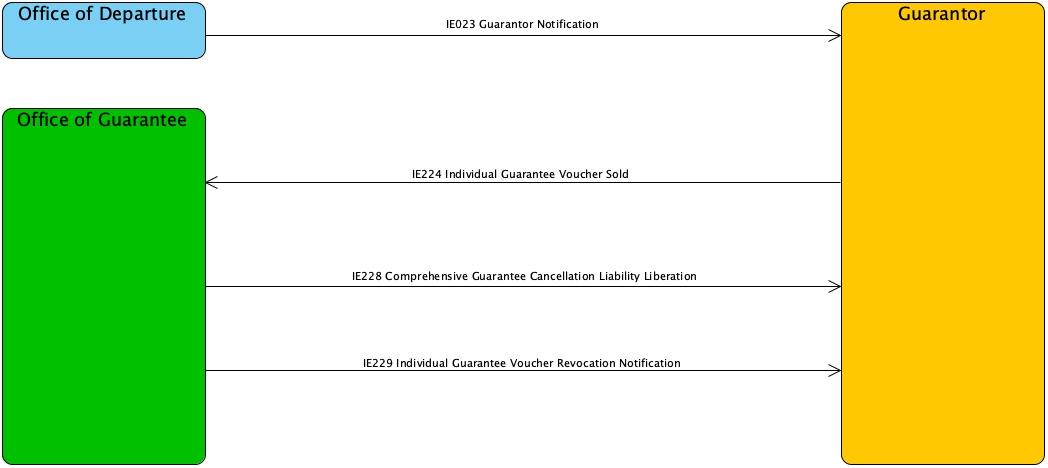 Office of Departure
IE023 Guarantor Notification
Guarantor
Office of Guarantee
IE224 Individual Guarantee Voucher Sold
IE228 Comprehensive Guarantee Cancellation Liability Liberation
IE229 Individual Guarantee Voucher Revocation Notification